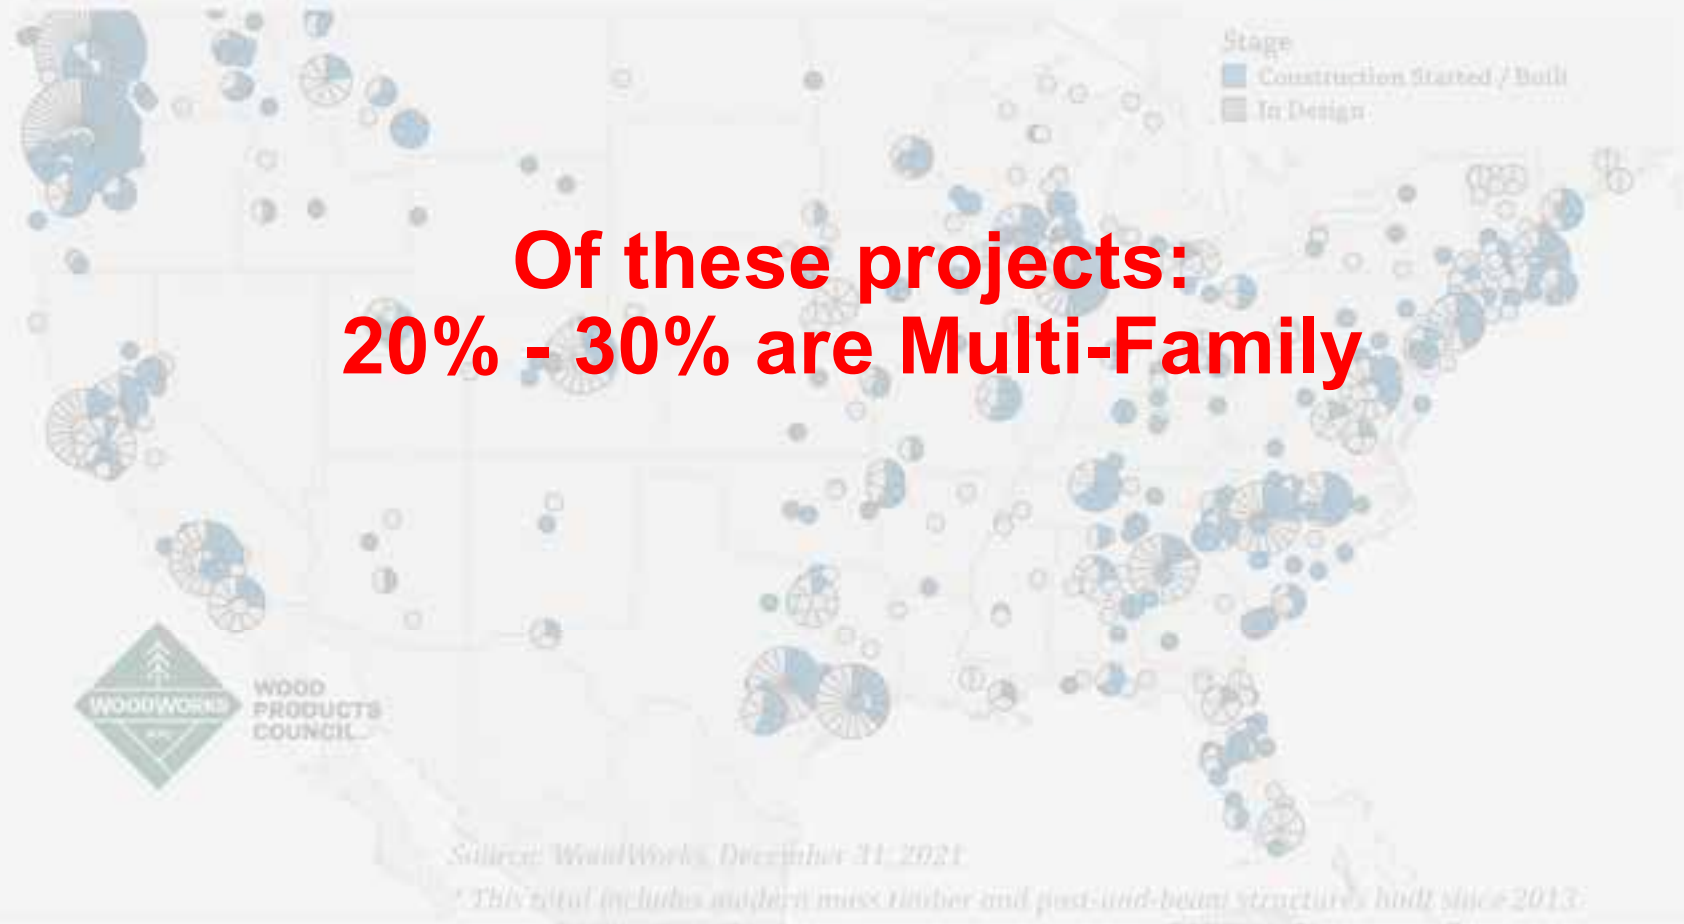 Stage
Construction Started / Built
In Design
Of these projects:
20% - 30% are Multi-Family
WOODWORKS
WOOD
PRODUCTS
COUNCIL
Source: WoodWorks, December 31, 2021
* This total includes modern mass timber and post-and-beam structures built since 2013.